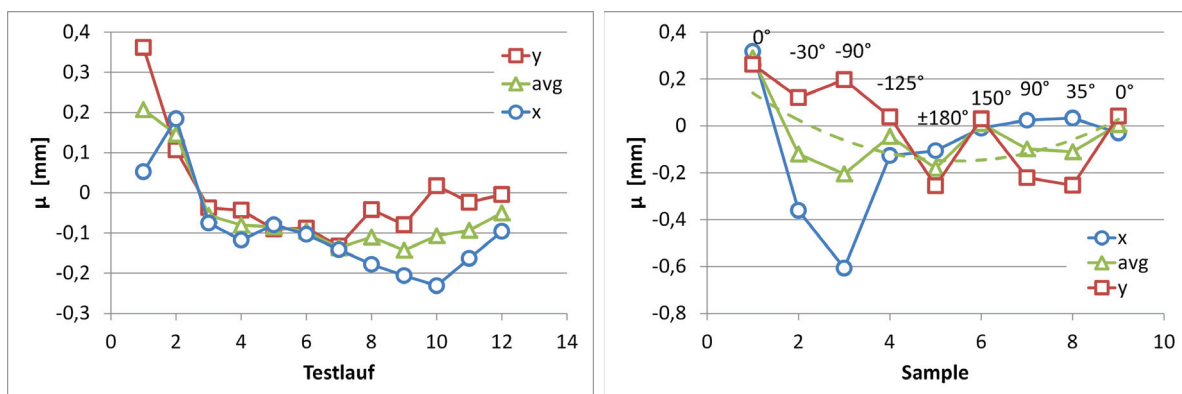 0,4
0,3
0,2
0,1
0
-0,1
-0,2
-0,3
µ [mm]
0 2 4 6 8 10 12 14
Testlauf
y
avg
x
0,4
0,2
0
-0,2
-0,4
-0,6
-0,8
µ [mm]
0° -30° -90° -125° ±180° 150° 90° 35° 0°
x
avg
y
0 2 4 6 8 10
Sample